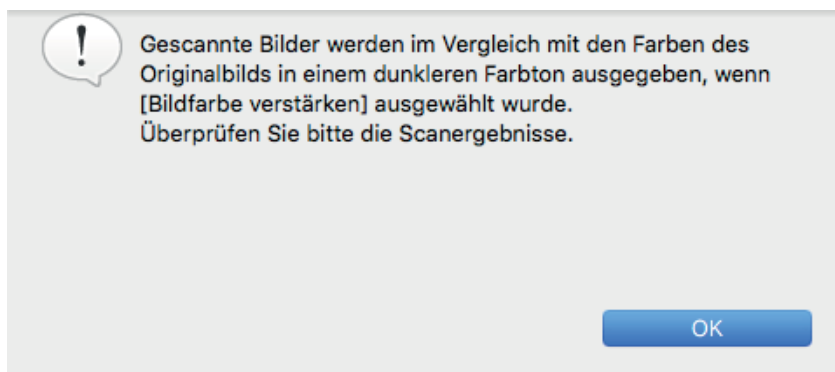 !
Gescannte Bilder werden im Vergleich mit den Farben des
Originalbilds in einem dunkleren Farbton ausgegeben, wenn
[Bildfarbe verstärken] ausgewählt wurde.
Überprüfen Sie bitte die Scanergebnisse.
OK